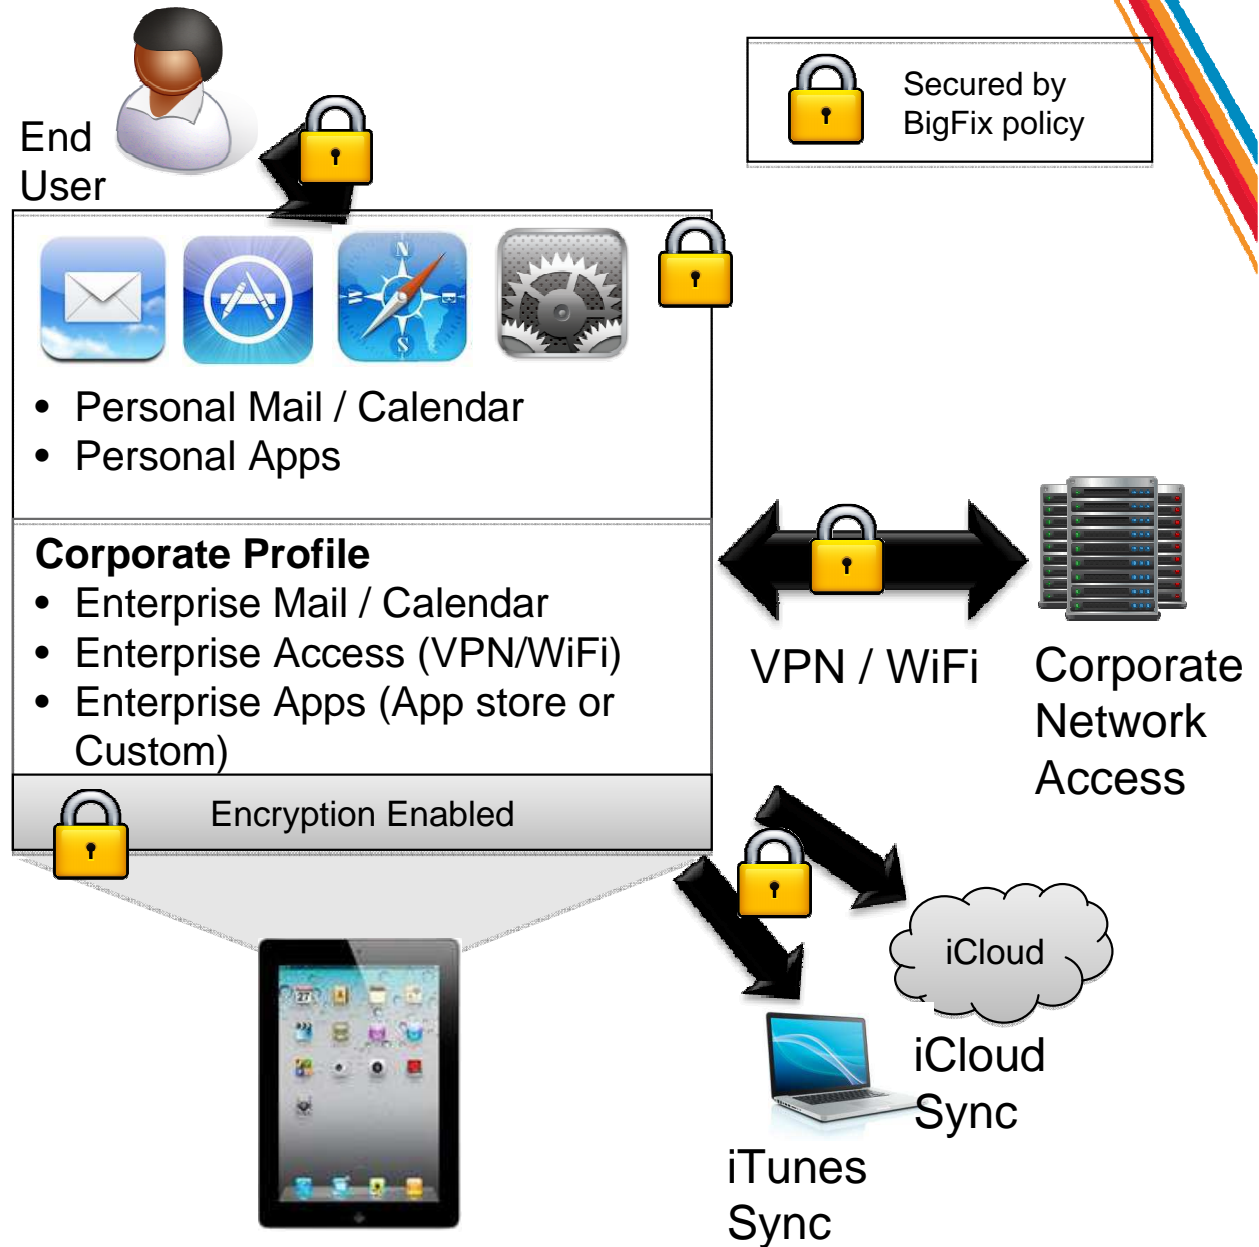 End
User
Secured by
BigFix policy
N
W
E
S
• Personal Mail / Calendar
• Personal Apps
Corporate Profile
• Enterprise Mail / Calendar
• Enterprise Access (VPN/WiFi)
• Enterprise Apps (App store or
Custom)
Encryption Enabled
VPN / WiFi
Corporate
Network
Access
iCloud
iCloud
Sync
iTunes
Sync
27